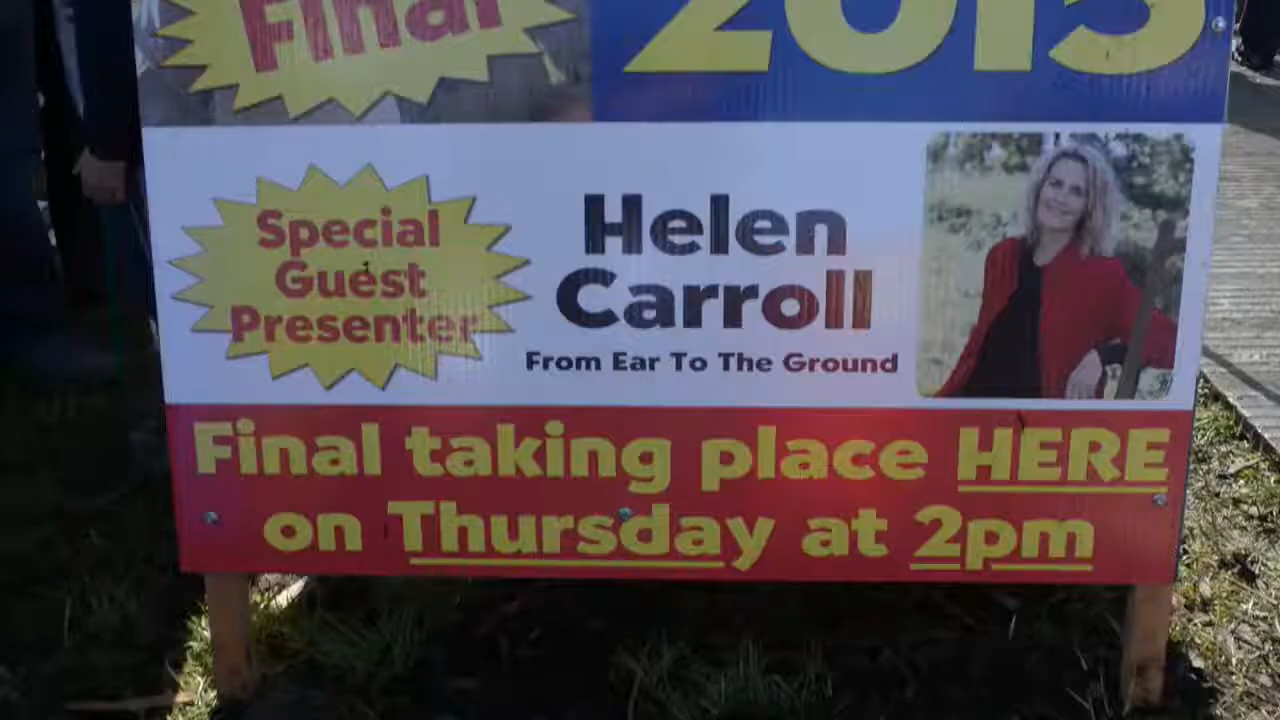 Final
2015
Special
Guest
Presenter
Helen
Carroll
From Ear To The Ground
Final taking place HERE
on Thursday at 2pm